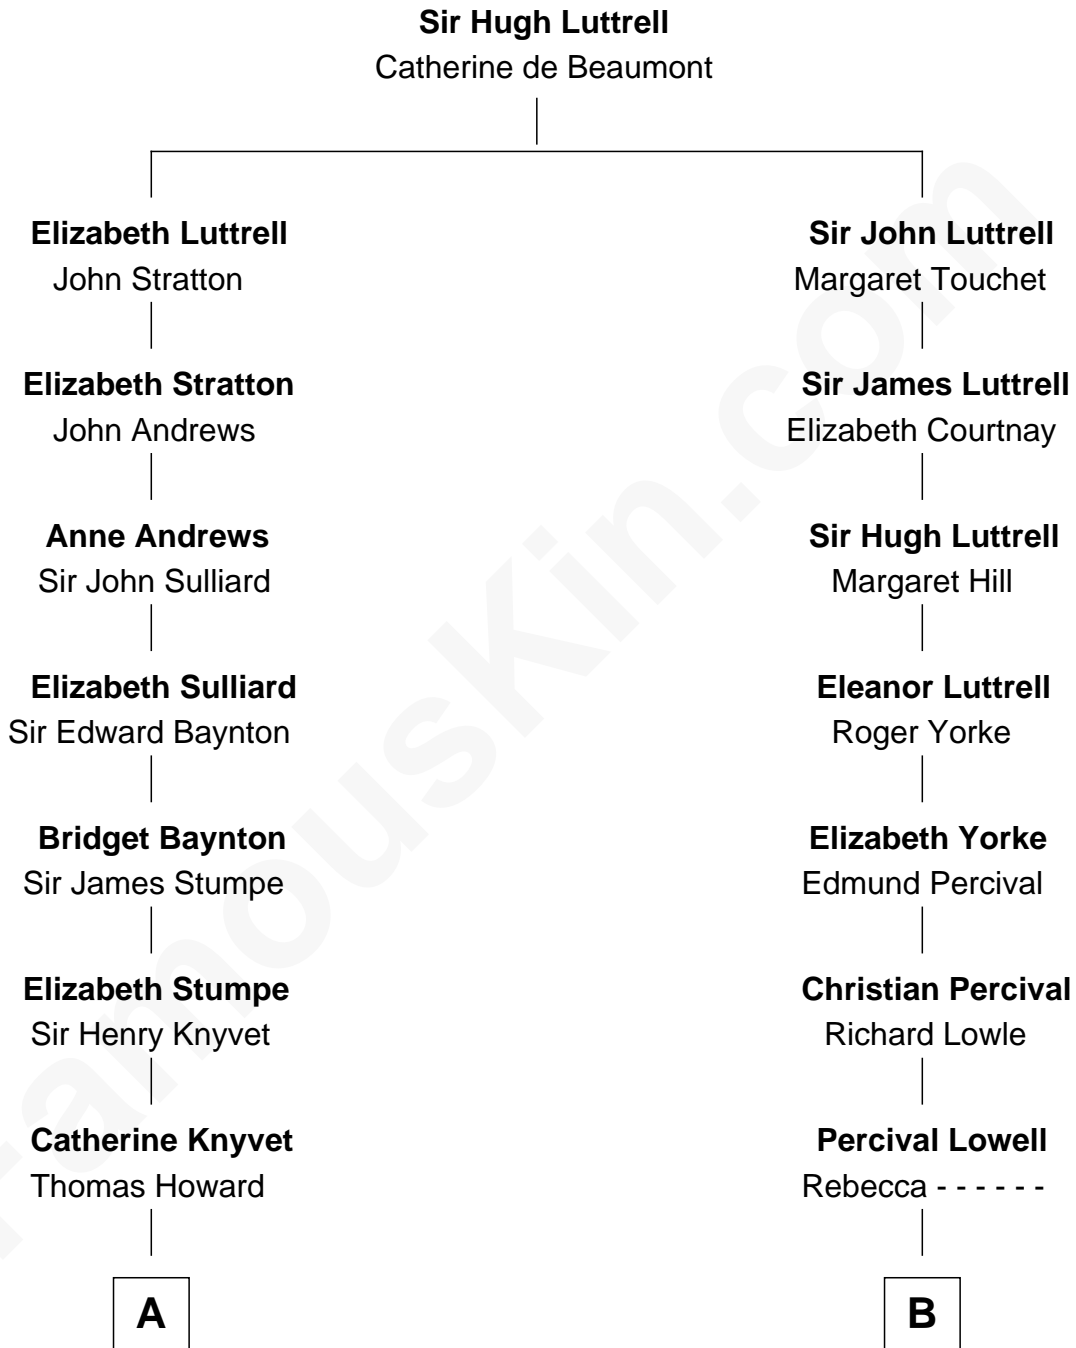 Sir Hugh Luttrell
Catherine de Beaumont
Elizabeth Luttrell
John Stratton
Sir John Luttrell
Margaret Touchet
Elizabeth Stratton
John Andrews
Sir James Luttrell
Elizabeth Courtnay
Anne Andrews
Sir John Sulliard
Sir Hugh Luttrell
Margaret Hill
Elizabeth Sulliard
Sir Edward Baynton
Eleanor Luttrell
Roger Yorke
Bridget Baynton
Sir James Stumpe
Elizabeth Yorke
Edmund Percival
Elizabeth Stumpe
Sir Henry Knyvet
Christian Percival
Richard Lowle
Catherine Knyvet
Thomas Howard
Percival Lowell
Rebecca - - - - - -
A
B
FamousKin.com